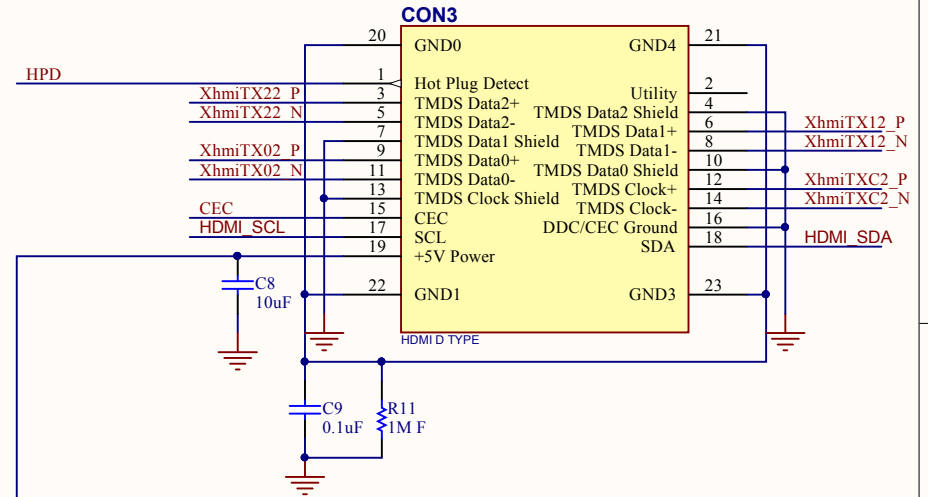 CON3
20 GND0 GND4 21
HPD 1 Hot Plug Detect
Utility 2
XhmiTX22_P 3 TMDS Data2+
TMDS Data2 Shield 4
XhmiTX22_N 5 TMDS Data2-
TMDS Data1+ 6 XhmiTX12_P
7 TMDS Data1 Shield
TMDS Data1- 8 XhmiTX12_N
XhmiTX02_P 9 TMDS Data0+
TMDS Data0 Shield 10
XhmiTX02_N 11 TMDS Data0-
TMDS Clock+ 12 XhmiTXC2_P
13 TMDS Clock Shield
TMDS Clock- 14 XhmiTXC2_N
CEC 15 CEC
DDC/CEC Ground 16
HDMI_SCL 17 SCL
SDA 18 HDMI_SDA
19 +5V Power
C8
10uF
22 GND1 GND3 23
HDMI D TYPE
C9
0.1uF
R11
1M F